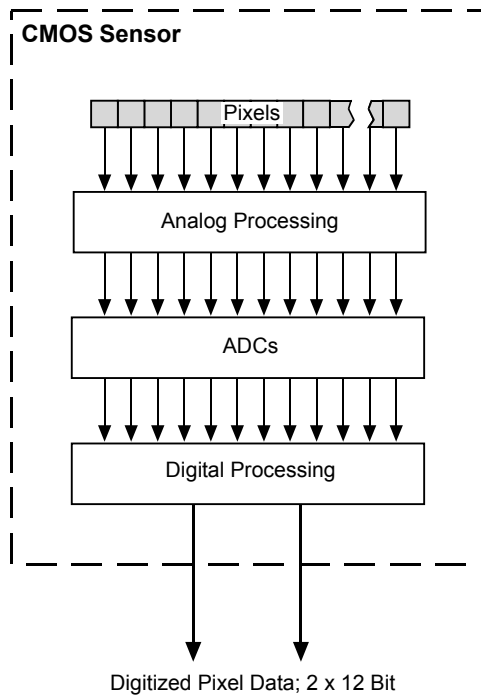 CMOS Sensor
Pixels
Analog Processing
ADCs
Digital Processing
Digitized Pixel Data; 2 x 12 Bit